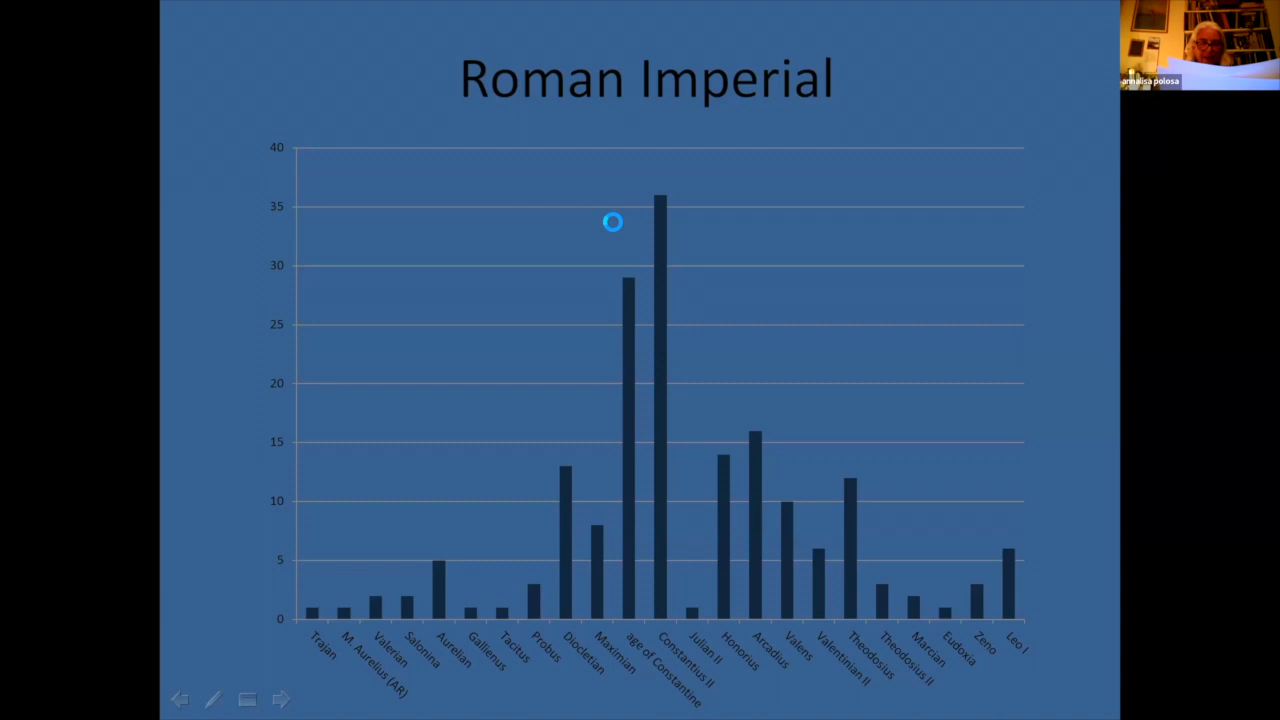 Roman Imperial
annalisa polosa
40
35
30
25
20
15
10
5
0
Trajan
M. Aurelius (AR)
Valerian
Salonina
Aurelian
Gallienus
Tacitus
Probus
Diocletian
Maximian
age of Constantine
Constantius II
Julian II
Honorius
Arcadius
Valens
Valentinian II
Theodosius
Theodosius II
Marcian
Eudoxia
Zeno
Leo I